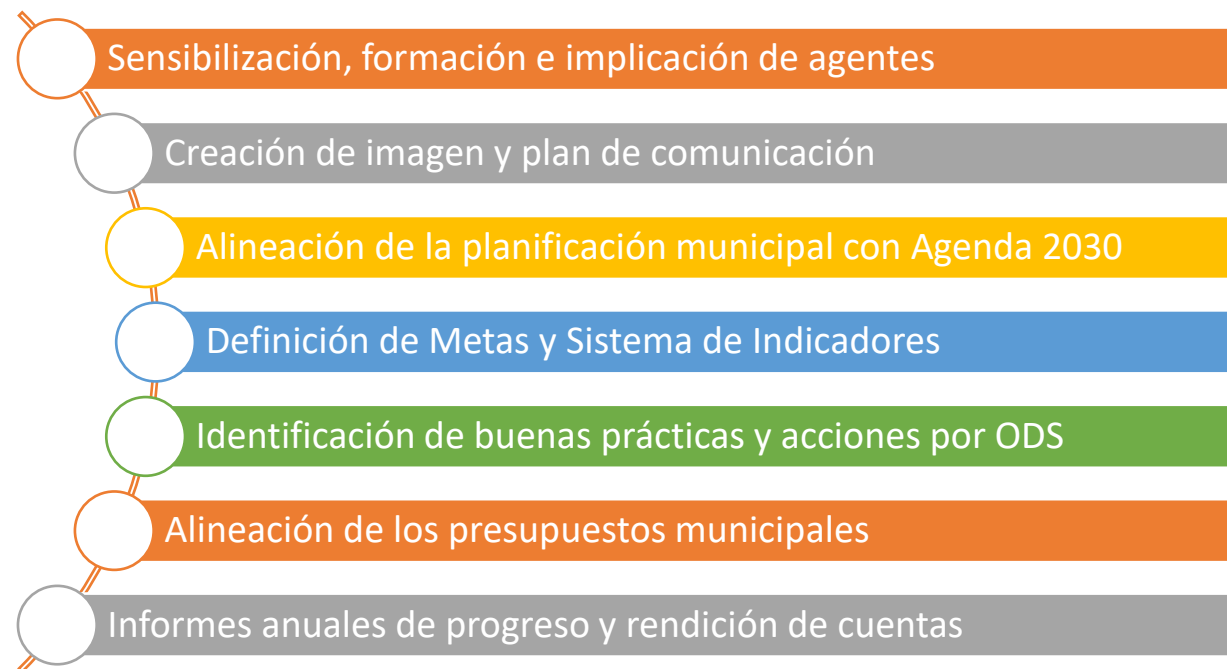 Sensibilización, formación e implicación de agentes
Creación de imagen y plan de comunicación
Alineación de la planificación municipal con Agenda 2030
Definición de Metas y Sistema de Indicadores
Identificación de buenas prácticas y acciones por ODS
Alineación de los presupuestos municipales
Informes anuales de progreso y rendición de cuentas